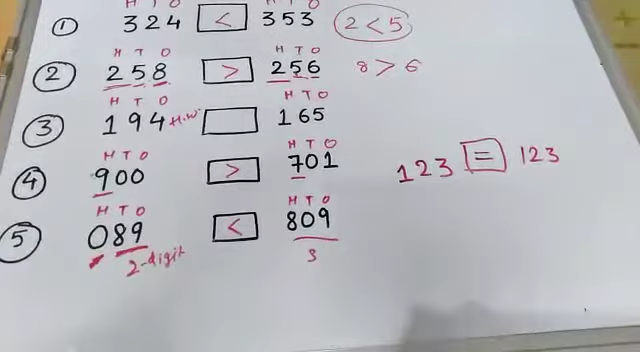 H T O H T O
1 324 < 353 2 < 5
H T O H T O
2 258 > 256 8 > 6
H T O H T O
3 194 H.W. 165
H T O H T O
4 900 > 701 123 = 123
H T O H T O
5 089 < 809
2-digit 3